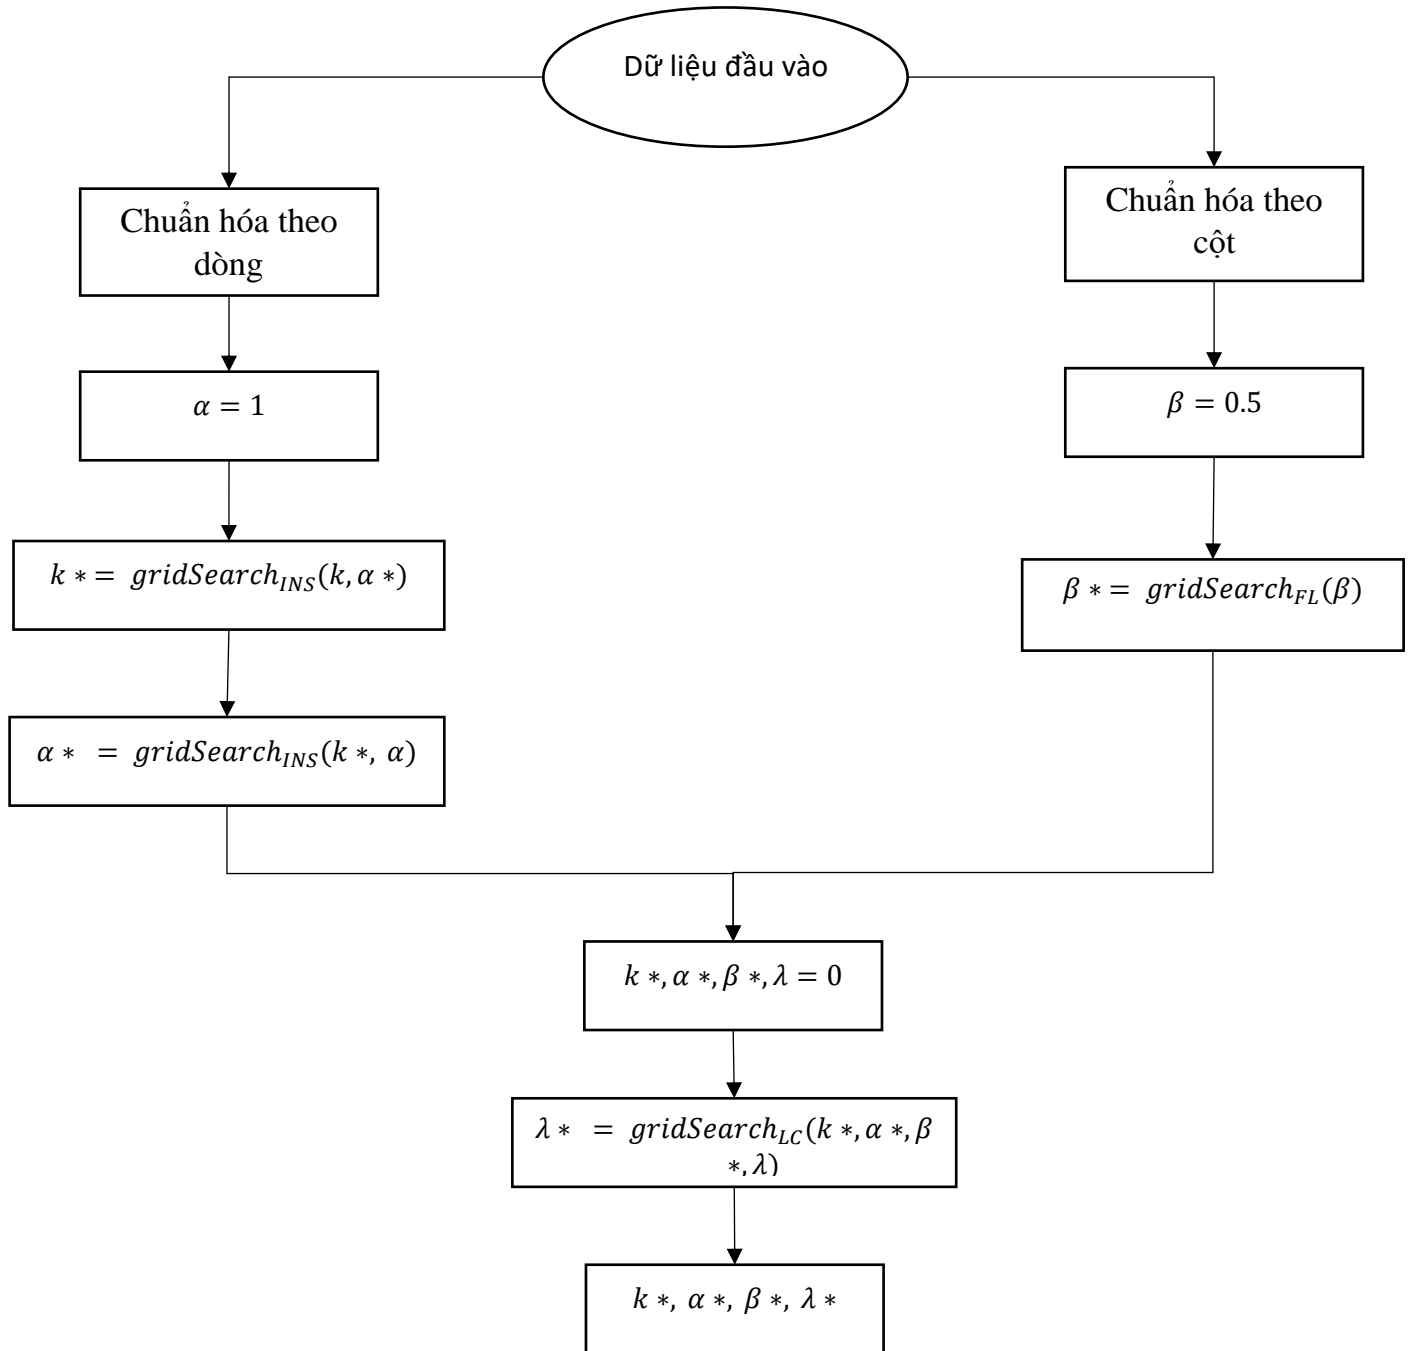 Dữ liệu đầu vào
Chuẩn hóa theo
dòng
Chuẩn hóa theo
cột
α = 1
β = 0.5
k ∗ = gridSearch_INS(k, α ∗)
β ∗ = gridSearch_FL(β)
α ∗ = gridSearch_INS(k ∗, α)
k ∗, α ∗, β ∗, λ = 0
λ ∗ = gridSearch_LC(k ∗, α ∗, β
∗, λ)
k ∗, α ∗, β ∗, λ ∗